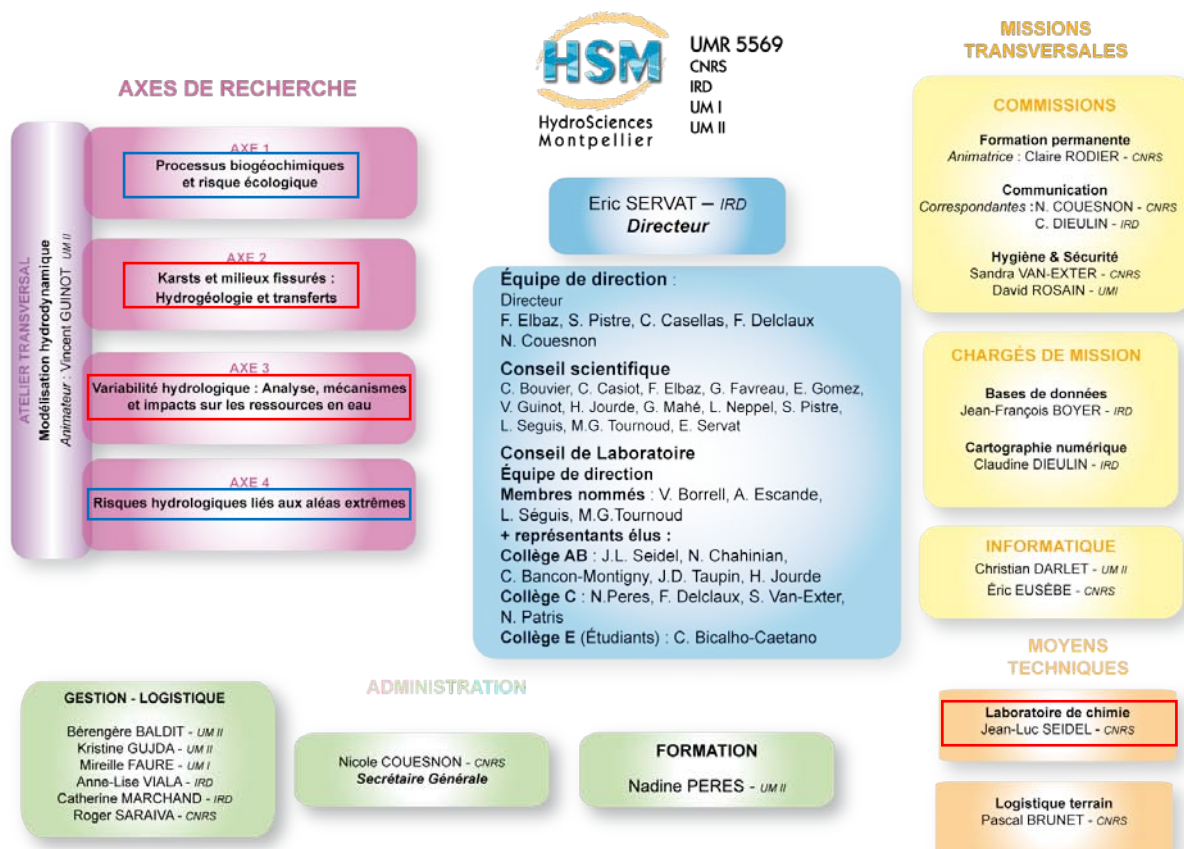 HSM
HydroSciences
Montpellier
UMR 5569
CNRS
IRD
UM I
UM II
AXES DE RECHERCHE
ATELIER TRANSVERSAL
Modélisation hydrodynamique
Animateur : Vincent GUINOT UM II
AXE 1
Processus biogéochimiques
et risque écologique
AXE 2
Karsts et milieux fissurés :
Hydrogéologie et transferts
AXE 3
Variabilité hydrologique : Analyse, mécanismes
et impacts sur les ressources en eau
AXE 4
Risques hydrologiques liés aux aléas extrêmes
Eric SERVAT – IRD
Directeur
Équipe de direction :
Directeur
F. Elbaz, S. Pistre, C. Casellas, F. Delclaux
N. Couesnon
Conseil scientifique
C. Bouvier, C. Casiot, F. Elbaz, G. Favreau, E. Gomez,
V. Guinot, H. Jourde, G. Mahé, L. Neppel, S. Pistre,
L. Seguis, M.G. Tournoud, E. Servat
Conseil de Laboratoire
Équipe de direction
Membres nommés : V. Borrell, A. Escande,
L. Séguis, M.G.Tournoud
+ représentants élus :
Collège AB : J.L. Seidel, N. Chahinian,
C. Bancon-Montigny, J.D. Taupin, H. Jourde
Collège C : N.Peres, F. Delclaux, S. Van-Exter,
N. Patris
Collège E (Étudiants) : C. Bicalho-Caetano
MISSIONS
TRANSVERSALES
COMMISSIONS
Formation permanente
Animatrice : Claire RODIER - CNRS
Communication
Correspondantes : N. COUESNON - CNRS
C. DIEULIN - IRD
Hygiène & Sécurité
Sandra VAN-EXTER - CNRS
David ROSAIN - UMI
CHARGÉS DE MISSION
Bases de données
Jean-François BOYER - IRD
Cartographie numérique
Claudine DIEULIN - IRD
INFORMATIQUE
Christian DARLET - UM II
Éric EUSÈBE - CNRS
MOYENS
TECHNIQUES
Laboratoire de chimie
Jean-Luc SEIDEL - CNRS
Logistique terrain
Pascal BRUNET - CNRS
ADMINISTRATION
GESTION - LOGISTIQUE
Bérengère BALDIT - UM II
Kristine GUJDA - UM II
Mireille FAURE - UM I
Anne-Lise VIALA - IRD
Catherine MARCHAND - IRD
Roger SARAIVA - CNRS
Nicole COUESNON - CNRS
Secrétaire Générale
FORMATION
Nadine PERES - UM II